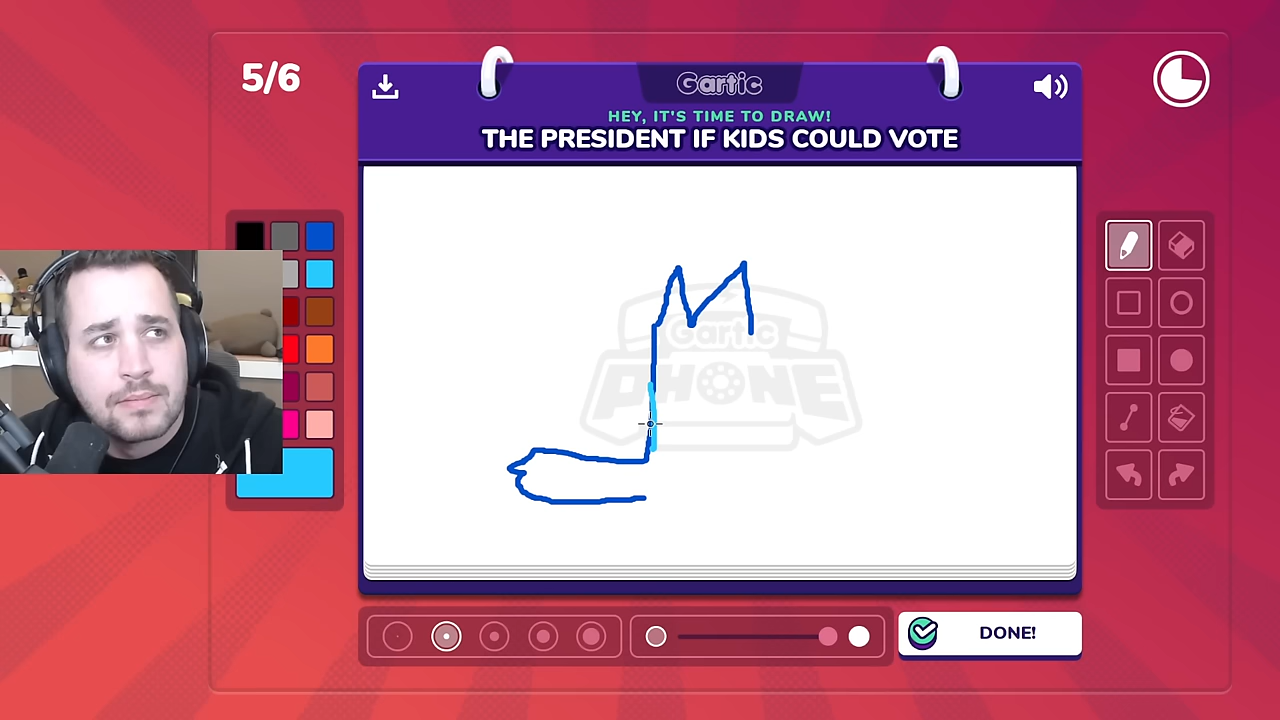 5/6
Gartic
HEY, IT'S TIME TO DRAW!
THE PRESIDENT IF KIDS COULD VOTE
Gartic
PHONE
DONE!